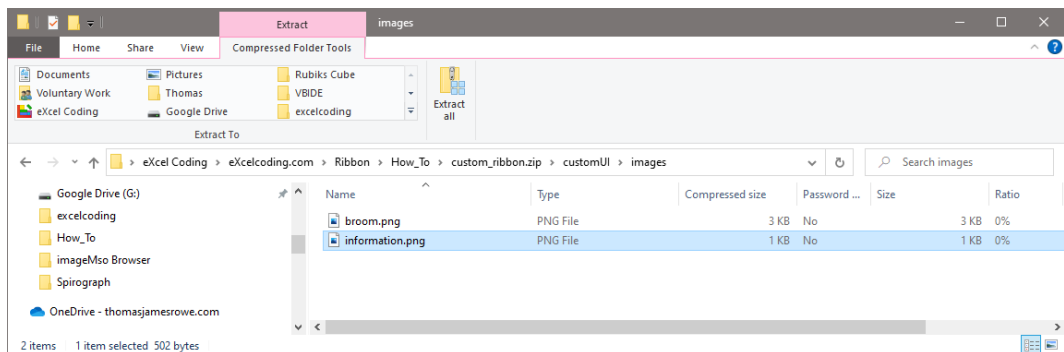 Extract images
File Home Share View Compressed Folder Tools
Documents Pictures Rubiks Cube
Voluntary Work Thomas VBIDE
eXcel Coding Google Drive excelcoding
Extract all
Extract To
eXcel Coding > eXcelcoding.com > Ribbon > How_To > custom_ribbon.zip > customUI > images Search images
Google Drive (G:) Name Type Compressed size Password ... Size Ratio
excelcoding broom.png PNG File 3 KB No 3 KB 0%
How_To information.png PNG File 1 KB No 1 KB 0%
imageMso Browser
Spirograph
OneDrive - thomasjamesrowe.com
2 items 1 item selected 502 bytes